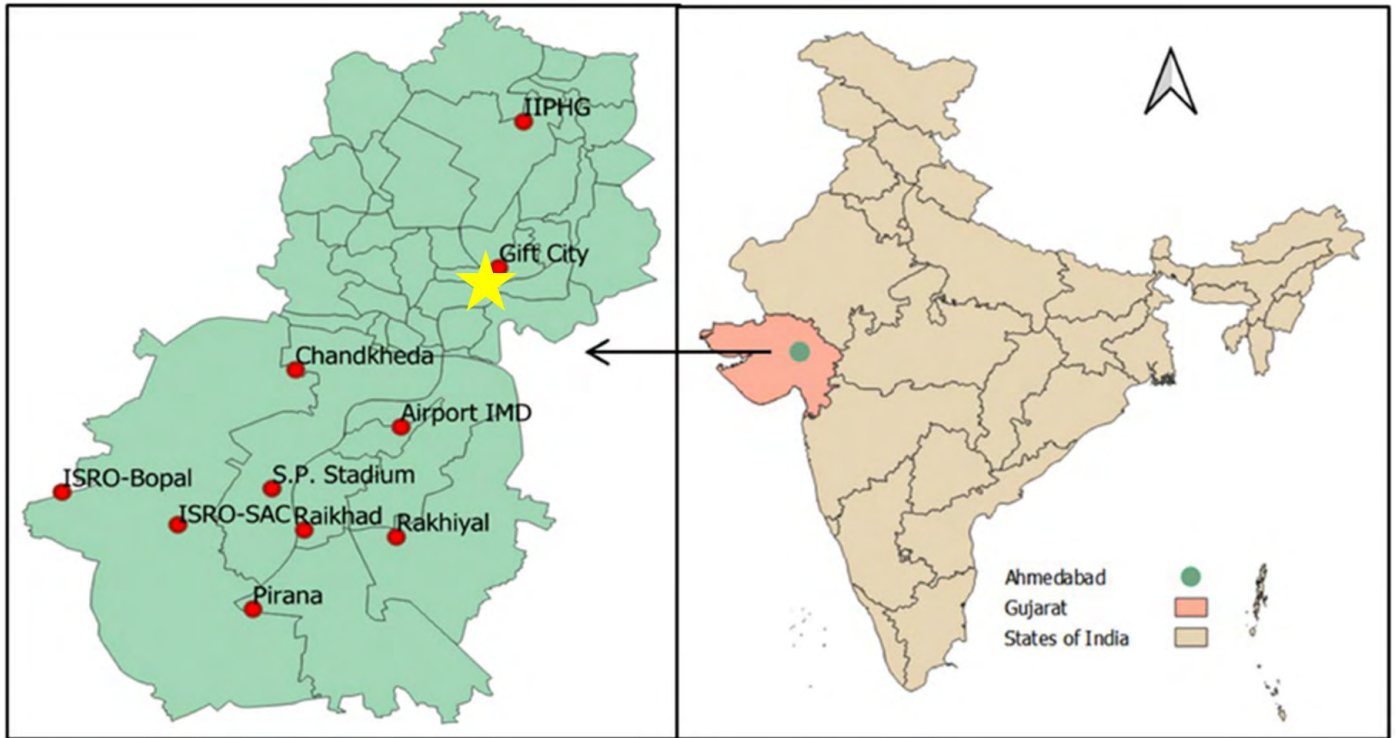 IIPHG
Gift City
Chandkheda
Airport IMD
S.P. Stadium
ISRO-Bopal
ISRO-SAC
Raikhad
Rakhiyal
Pirana
Ahmedabad
Gujarat
States of India